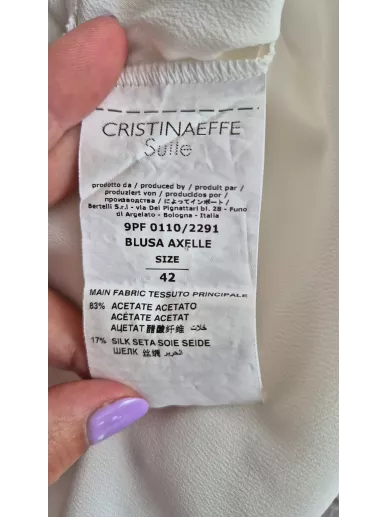 CRISTINAEFFE
Suite
prodotto da / produced by / produit par /
produziert von / producidos por /
производства / によってインポート /
Bertelli S.r.l - via Dei Pignattari bl. 28 - Funo
di Argelato - Bologna - Italia
9PF 0110/2291
BLUSA AXELLE
SIZE
42
MAIN FABRIC TESSUTO PRINCIPALE
83% ACETATE ACETATO
ACÉTATE ACETAT
АЦЕТАТ 醋酸纤维 خلات
17% SILK SETA SOIE SEIDE
ШЕЛК 丝绸 الحرير